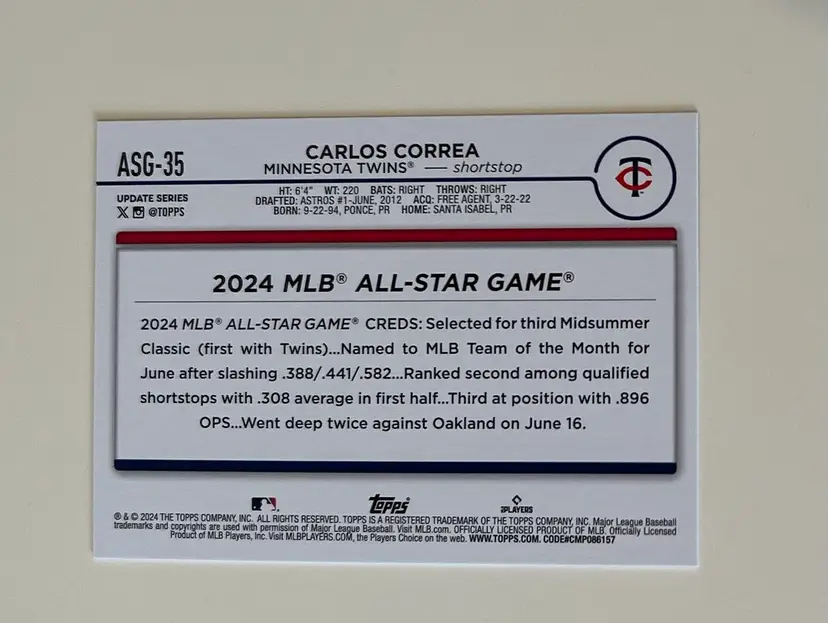 ASG-35
CARLOS CORREA
MINNESOTA TWINS® — shortstop
TC
UPDATE SERIES
X @TOPPS
HT: 6'4" WT: 220 BATS: RIGHT THROWS: RIGHT
DRAFTED: ASTROS #1-JUNE, 2012 ACQ: FREE AGENT, 3-22-22
BORN: 9-22-94, PONCE, PR HOME: SANTA ISABEL, PR
2024 MLB® ALL-STAR GAME®
2024 MLB® ALL-STAR GAME® CREDS: Selected for third Midsummer
Classic (first with Twins)...Named to MLB Team of the Month for
June after slashing .388/.441/.582...Ranked second among qualified
shortstops with .308 average in first half...Third at position with .896
OPS...Went deep twice against Oakland on June 16.
Topps
PLAYERS
® & © 2024 THE TOPPS COMPANY, INC. ALL RIGHTS RESERVED. TOPPS IS A REGISTERED TRADEMARK OF THE TOPPS COMPANY, INC. Major League Baseball
trademarks and copyrights are used with permission of Major League Baseball. Visit MLB.com. OFFICIALLY LICENSED PRODUCT OF MLB. Officially Licensed
Product of MLB Players, Inc. Visit MLBPLAYERS.COM, the Players Choice on the web. WWW.TOPPS.COM. CODE#CMP086157